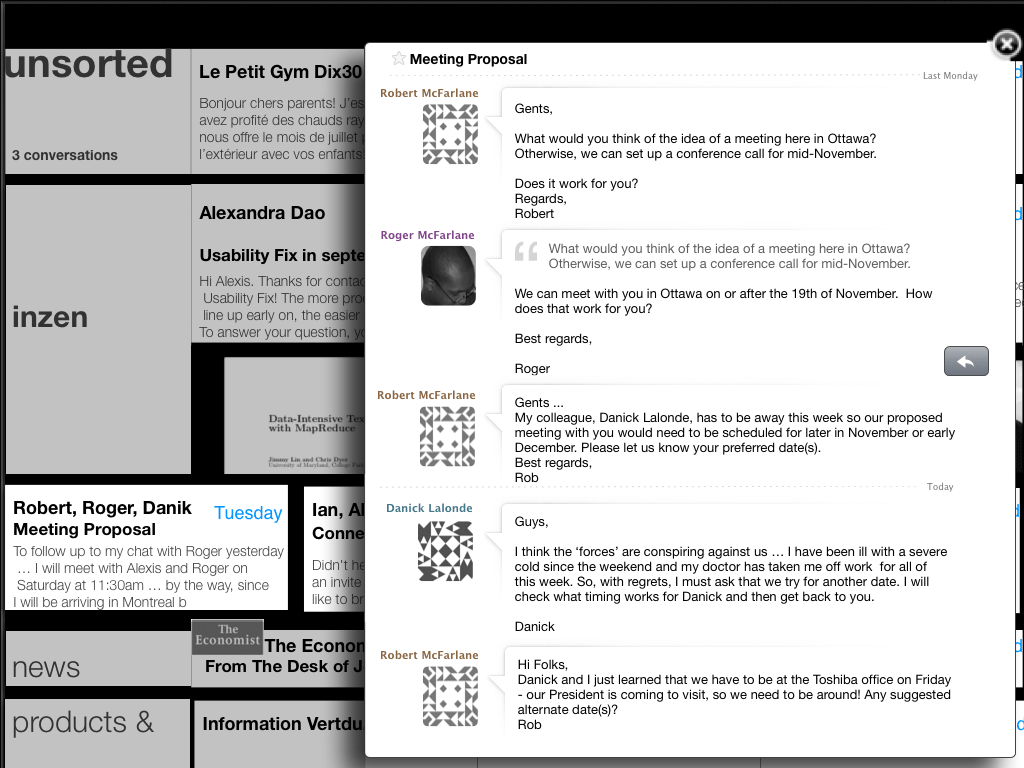 unsorted
3 conversations
Le Petit Gym Dix30
Bonjour chers parents! J'es
avez profité des chauds ray
nous offre le mois de juillet p
l'extérieur avec vos enfants
inzen
Alexandra Dao
Usability Fix in septe
Hi Alexis. Thanks for contac
Usability Fix! The more pro
line up early on, the easier
To answer your question, yo
Data-Intensive Tex
with MapReduce
Jimmy Lin and Chris Dyer
University of Maryland, College Park
Robert, Roger, Danik
Tuesday
Meeting Proposal
To follow up to my chat with Roger yesterday
… I will meet with Alexis and Roger on
Saturday at 11:30am … by the way, since
I will be arriving in Montreal b
Ian, Al
Conne
Didn't he
an invite
like to br
news
The
Economist
The Econon
From The Desk of J
products &
Information Vertdu
Meeting Proposal
Last Monday
Robert McFarlane
Gents,
What would you think of the idea of a meeting here in Ottawa?
Otherwise, we can set up a conference call for mid-November.
Does it work for you?
Regards,
Robert
Roger McFarlane
What would you think of the idea of a meeting here in Ottawa?
Otherwise, we can set up a conference call for mid-November.
We can meet with you in Ottawa on or after the 19th of November.  How
does that work for you?
Best regards,
Roger
Robert McFarlane
Gents ...
My colleague, Danick Lalonde, has to be away this week so our proposed
meeting with you would need to be scheduled for later in November or early
December. Please let us know your preferred date(s).
Best regards,
Rob
Today
Danick Lalonde
Guys,
I think the ‘forces’ are conspiring against us … I have been ill with a severe
cold since the weekend and my doctor has taken me off work  for all of
this week. So, with regrets, I must ask that we try for another date. I will
check what timing works for Danick and then get back to you.
Danick
Robert McFarlane
Hi Folks,
Danick and I just learned that we have to be at the Toshiba office on Friday
- our President is coming to visit, so we need to be around! Any suggested
alternate date(s)?
Rob